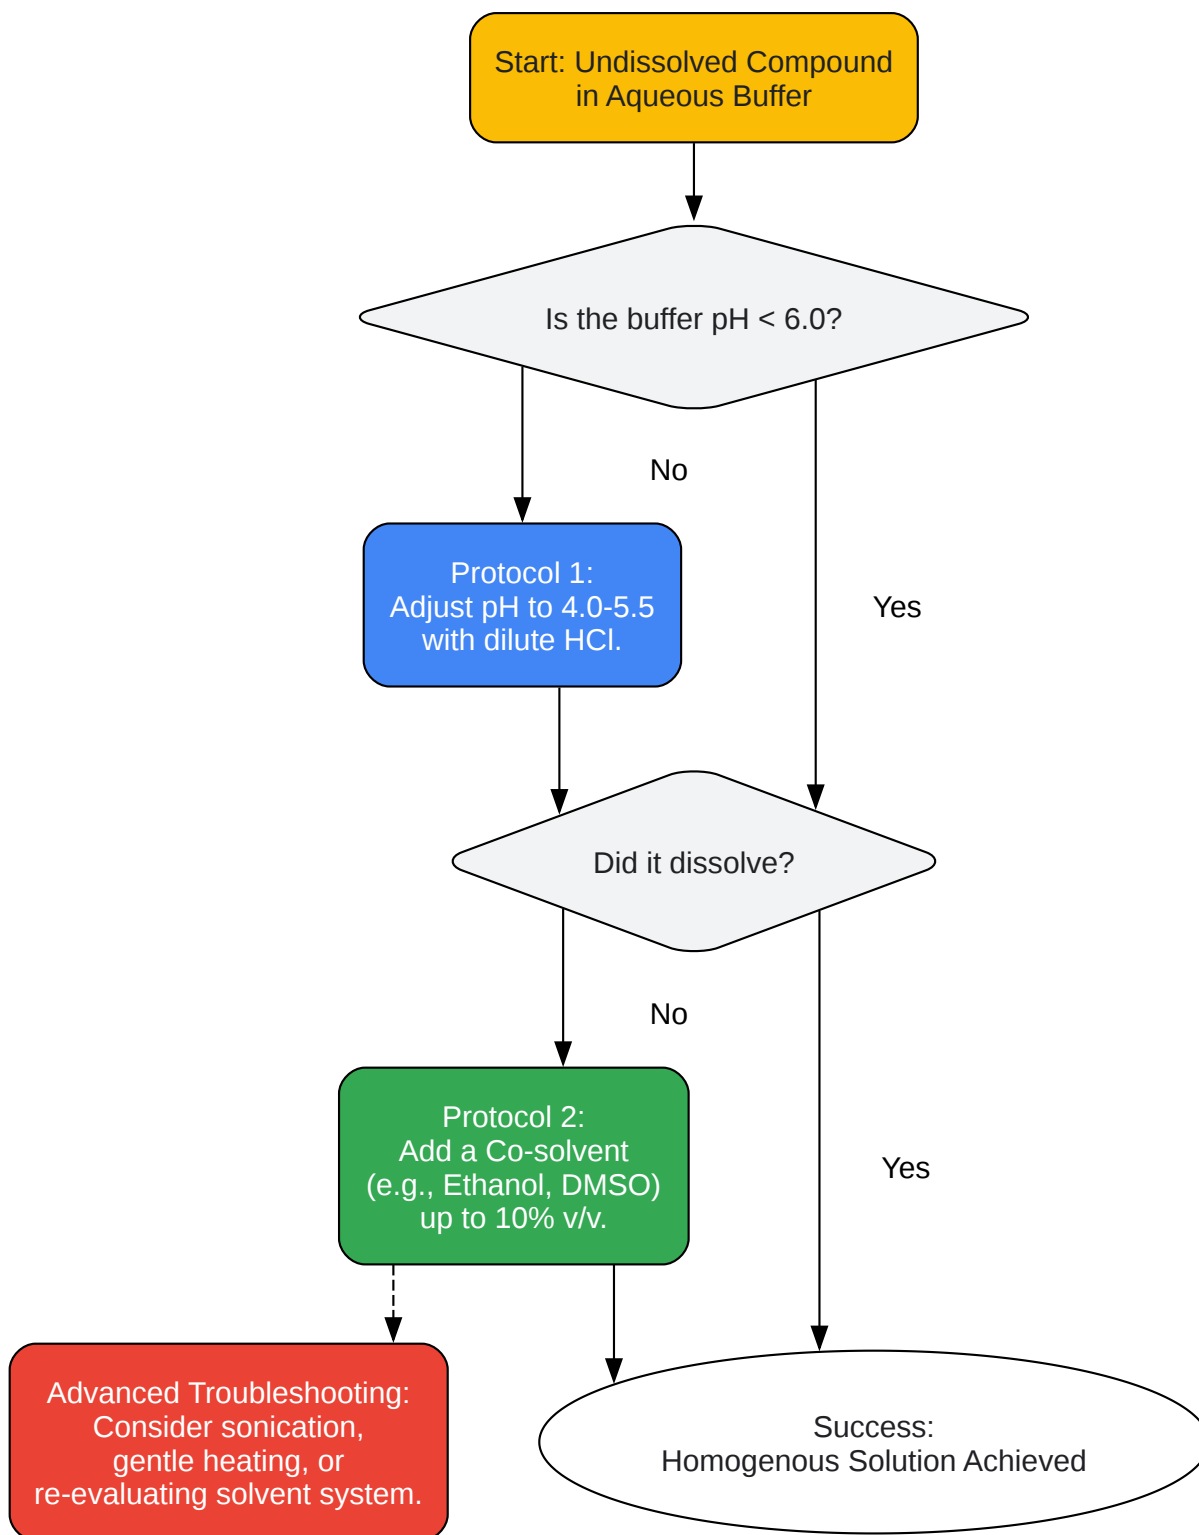 Start: Undissolved Compound
in Aqueous Buffer
Is the buffer pH < 6.0?
No
Protocol 1:
Adjust pH to 4.0-5.5
with dilute HCl.
Yes
Did it dissolve?
No
Protocol 2:
Add a Co-solvent
(e.g., Ethanol, DMSO)
up to 10% v/v.
Yes
Advanced Troubleshooting:
Consider sonication,
gentle heating, or
re-evaluating solvent system.
Success:
Homogenous Solution Achieved